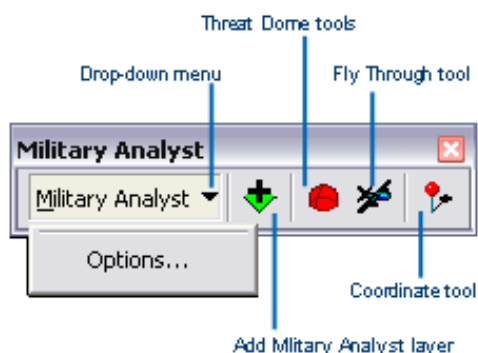 Threat Dome tools
Drop-down menu
Fly Through tool
Military Analyst
Military Analyst
Options...
Coordinate tool
Add Military Analyst layer